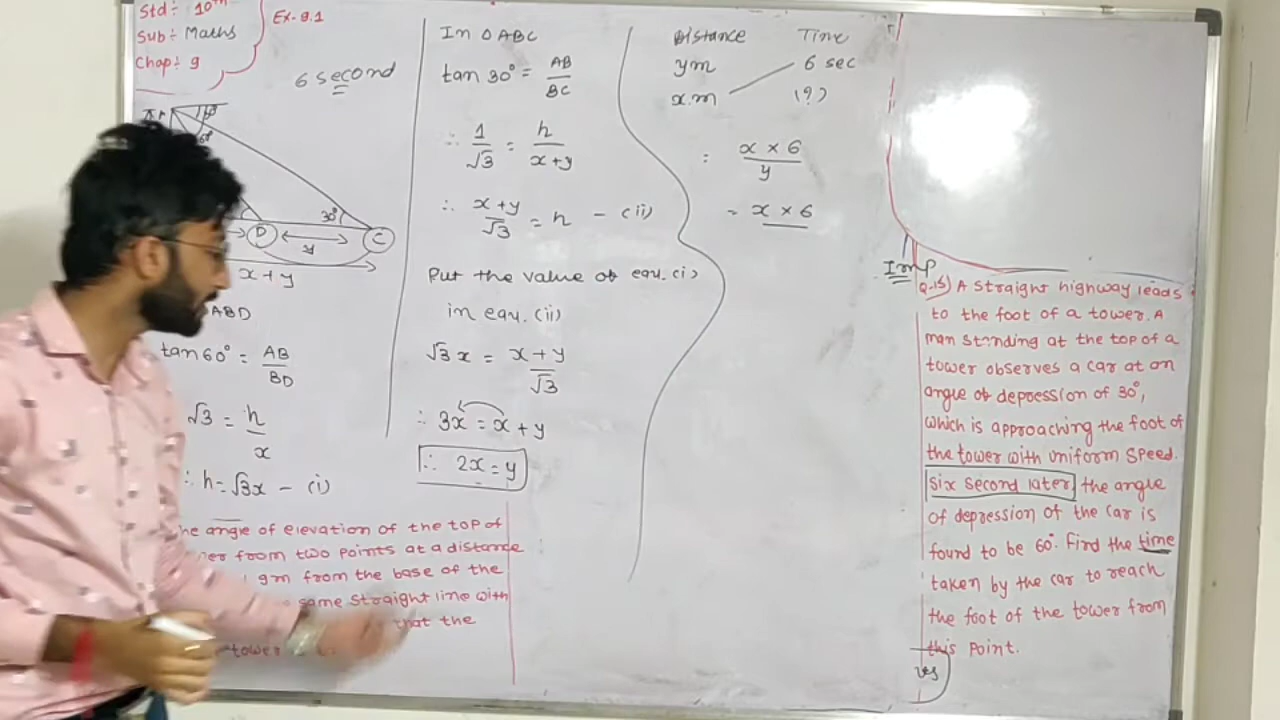 Std÷ 10th
Sub÷ Maths
Chap÷ 9
Ex-9.1
6 second
60°
30°
D
y
C
x+y
ABD
tan60° = AB/BD
√3 = h/x
∴ h=√3x - (i)
In △ ABC
tan 30° = AB/BC
∴ 1/√3 = h/x+y
∴ x+y/√3 = h - (ii)
Put the value of equ.(i)
in equ. (ii)
√3 x = x+y/√3
∴ 3x = x+y
∴ 2x = y
Distance Time
ym 6 sec
x.m (?)
= x × 6/y
= x × 6
he angle of elevation of the top of
er from two points at a distance
9m from the base of the
same straight line with
that the
tower
Imp
Q.15) A straight highway leads
to the foot of a tower. A
man standing at the top of a
tower observes a car at an
angle of depression of 30°,
which is approaching the foot of
the tower with uniform speed.
six second later, the angle
of depression of the car is
found to be 60°. Find the time
taken by the car to reach
the foot of the tower from
this point.